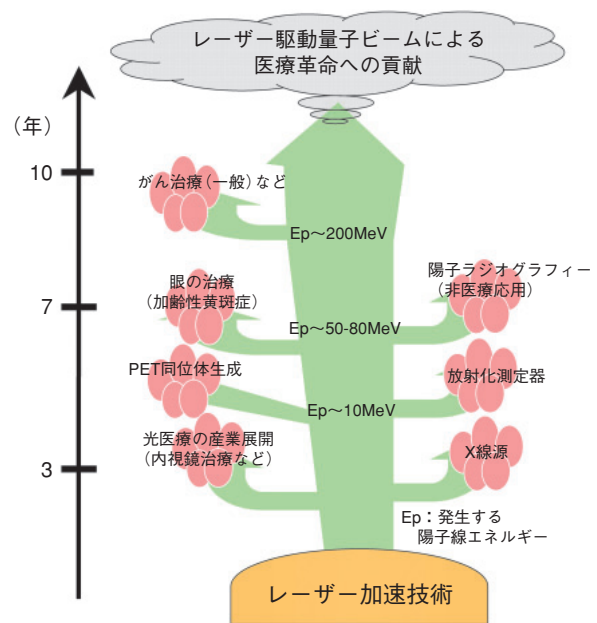 レーザー駆動量子ビームによる
医療革命への貢献
（年）
10
がん治療（一般）など
Ep〜200MeV
陽子ラジオグラフィー
（非医療応用）
眼の治療
（加齢性黄斑症）
7
Ep〜50-80MeV
PET同位体生成
放射化測定器
Ep〜10MeV
光医療の産業展開
（内視鏡治療など）
X線源
3
Ep：発生する
陽子線エネルギー
レーザー加速技術